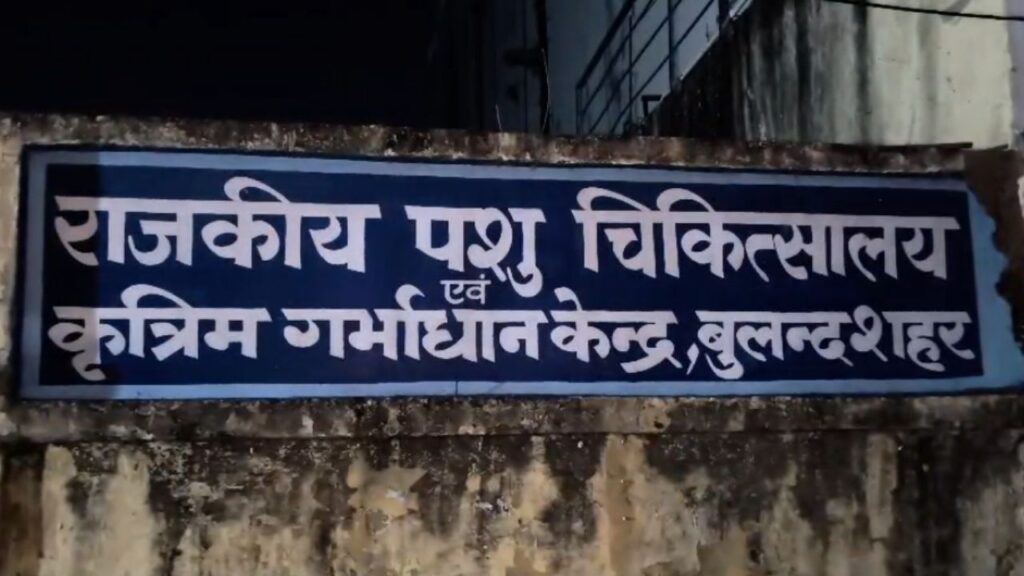 राजकीय पशु चिकित्सालय
एवं
कृत्रिम गर्भाधान केन्द्र, बुलन्दशहर